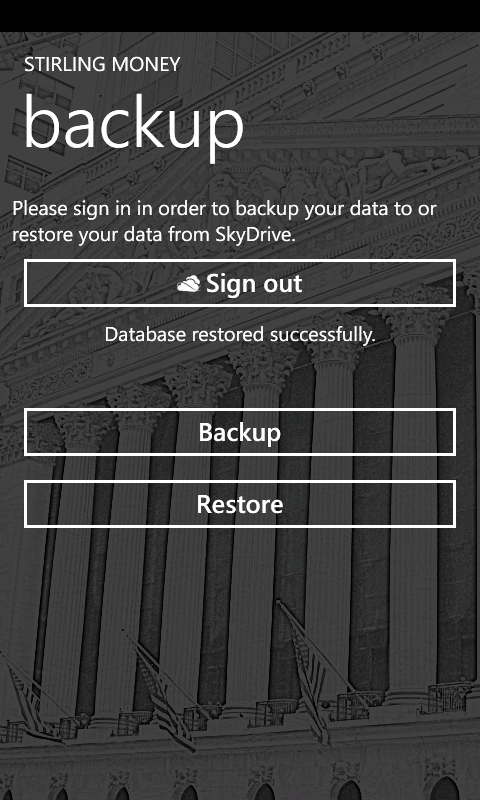 STIRLING MONEY
backup
Please sign in in order to backup your data to or
restore your data from SkyDrive.
Sign out
Database restored successfully.
Backup
Restore